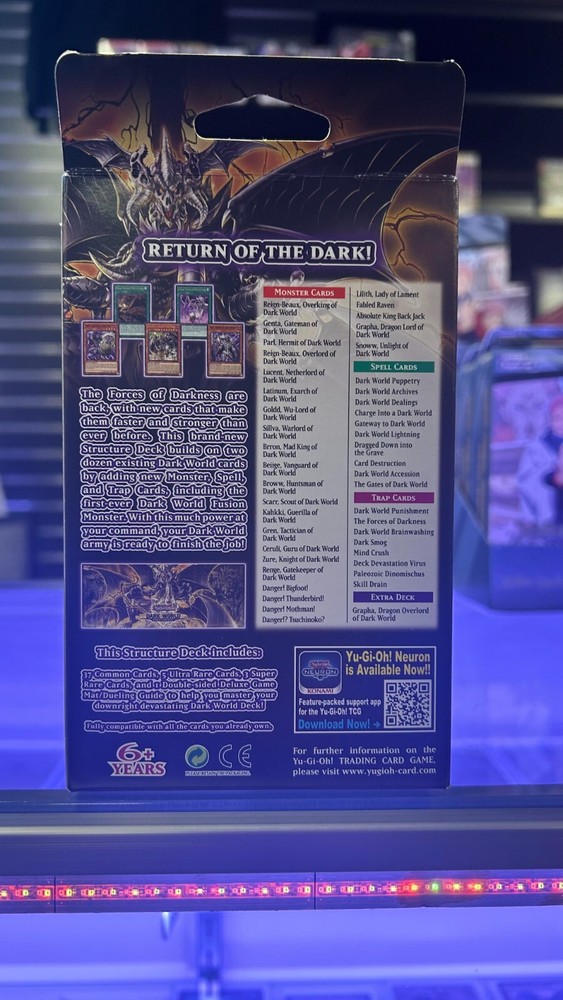 RETURN OF THE DARK!
The Forces of Darkness are
back, with new cards that make
them faster and stronger than
ever before. This brand-new
Structure Deck builds on two
dozen existing Dark World cards
by adding new Monster, Spell,
and Trap Cards, including the
first-ever Dark World Fusion
Monster. With this much power at
your command, your Dark World
army is ready to finish the job!
MONSTER CARDS
Reign-Beaux, Overking of
Dark World
Genta, Gateman of
Dark World
Parl, Hermit of Dark World
Reign-Beaux, Overlord of
Dark World
Lucent, Netherlord of
Dark World
Latinum, Exarch of
Dark World
Goldd, Wu-Lord of
Dark World
Sillva, Warlord of
Dark World
Brron, Mad King of
Dark World
Beiige, Vanguard of
Dark World
Broww, Huntsman of
Dark World
Scarr, Scout of Dark World
Kahkki, Guerilla of
Dark World
Gren, Tactician of
Dark World
Ceruli, Guru of Dark World
Zure, Knight of Dark World
Renge, Gatekeeper of
Dark World
Danger! Bigfoot!
Danger! Thunderbird!
Danger! Mothman!
Danger!? Tsuchinoko?
Lilith, Lady of Lament
Fabled Raven
Absolute King Back Jack
Grapha, Dragon Lord of
Dark World
Snoww, Unlight of
Dark World
SPELL CARDS
Dark World Puppetry
Dark World Archives
Dark World Dealings
Charge Into a Dark World
Gateway to Dark World
Dark World Lightning
Dragged Down into
the Grave
Card Destruction
Dark World Accession
The Gates of Dark World
TRAP CARDS
Dark World Punishment
The Forces of Darkness
Dark World Brainwashing
Dark Smog
Mind Crush
Deck Devastation Virus
Paleozoic Dinomischus
Skill Drain
EXTRA DECK
Grapha, Dragon Overlord
of Dark World
This Structure Deck includes:
37 Common Cards, 5 Ultra Rare Cards, 3 Super
Rare Cards, and 1 Double-sided Deluxe Game
Mat/Dueling Guide to help you master your
downright devastating Dark World Deck!
Fully compatible with all the cards you already own.
6+
YEARS
PLEASE RETAIN THE PACKAGING
CE
NEURON
KONAMI
Yu-Gi-Oh! Neuron
is Available Now!!
Feature-packed support app
for the Yu-Gi-Oh! TCG
Download Now!
For further information on the
Yu-Gi-Oh! TRADING CARD GAME,
please visit www.yugioh-card.com